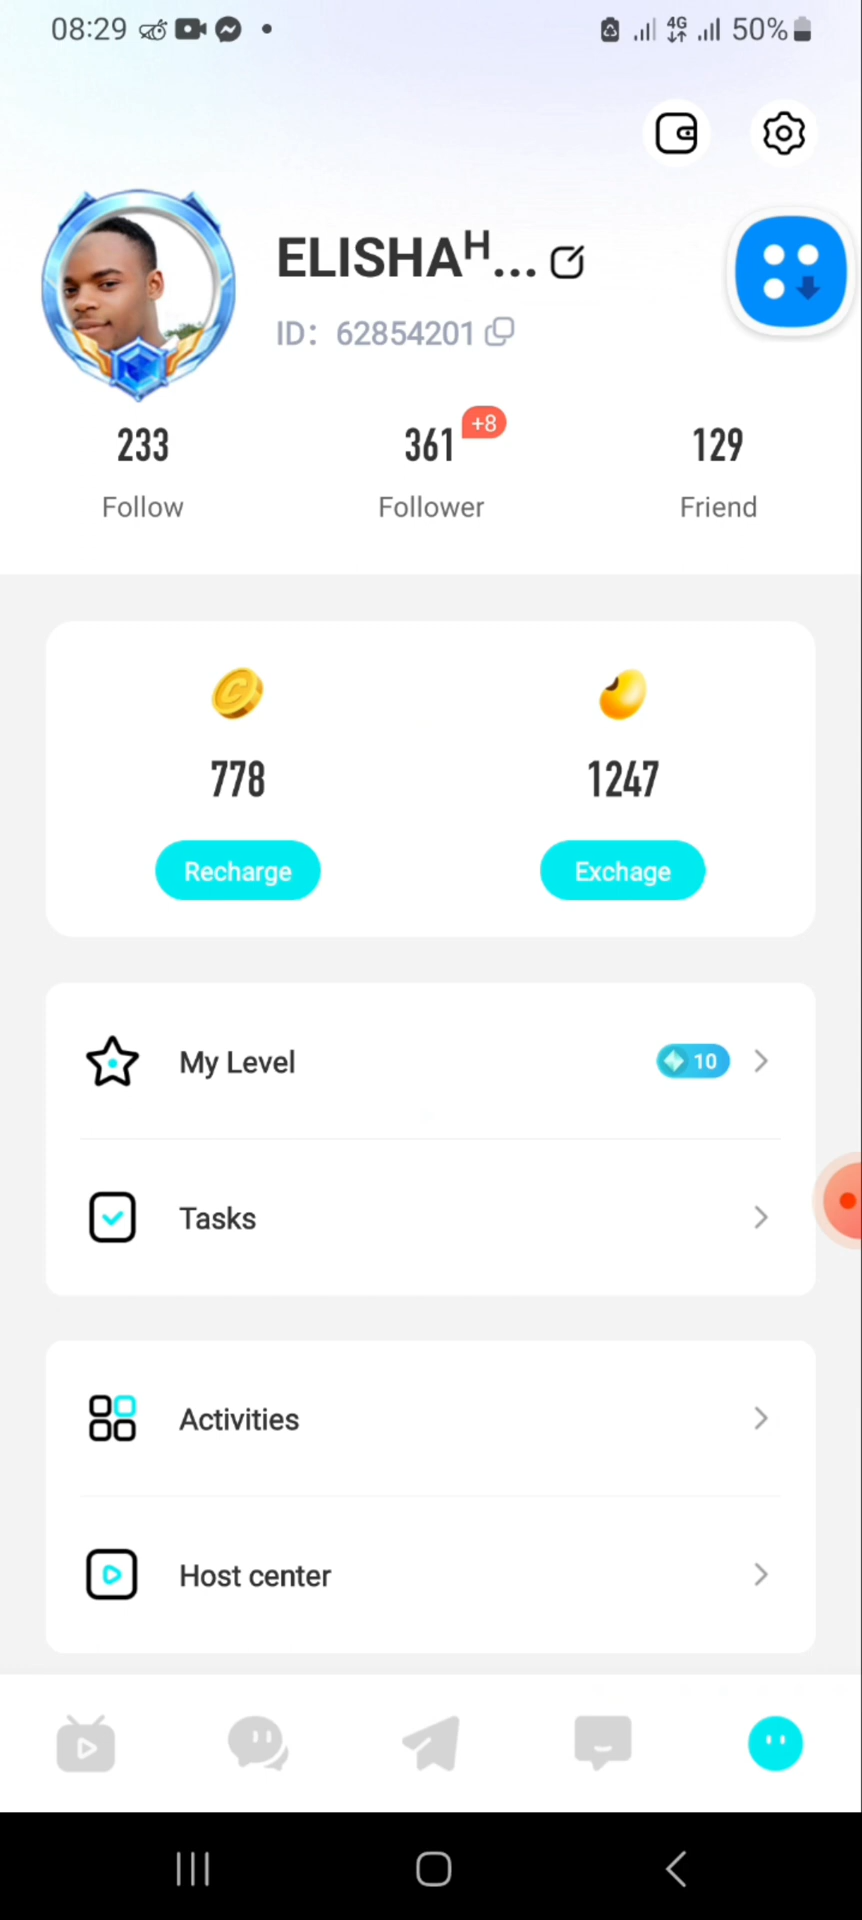 08:29 4G 50%
ELISHAᴴ...
ID: 62854201
233 361 +8 129
Follow Follower Friend
778 1247
Recharge Exchage
My Level 10
Tasks
Activities
Host center